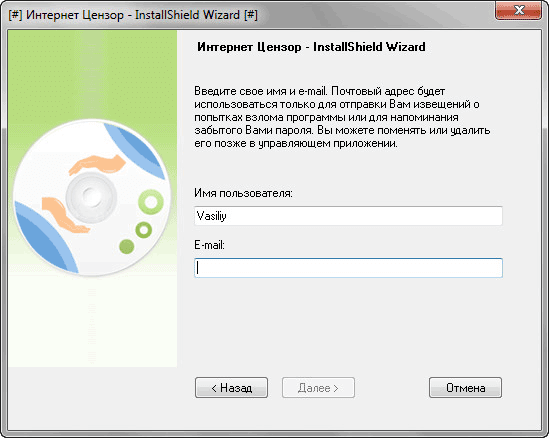 [#] Интернет Цензор - InstallShield Wizard [#]
Интернет Цензор - InstallShield Wizard
Введите свое имя и e-mail. Почтовый адрес будет
использоваться только для отправки Вам извещений о
попытках взлома программы или для напоминания
забытого Вами пароля. Вы можете поменять или удалить
его позже в управляющем приложении.
Имя пользователя:
Vasiliy
E-mail:
< Назад
Далее >
Отмена